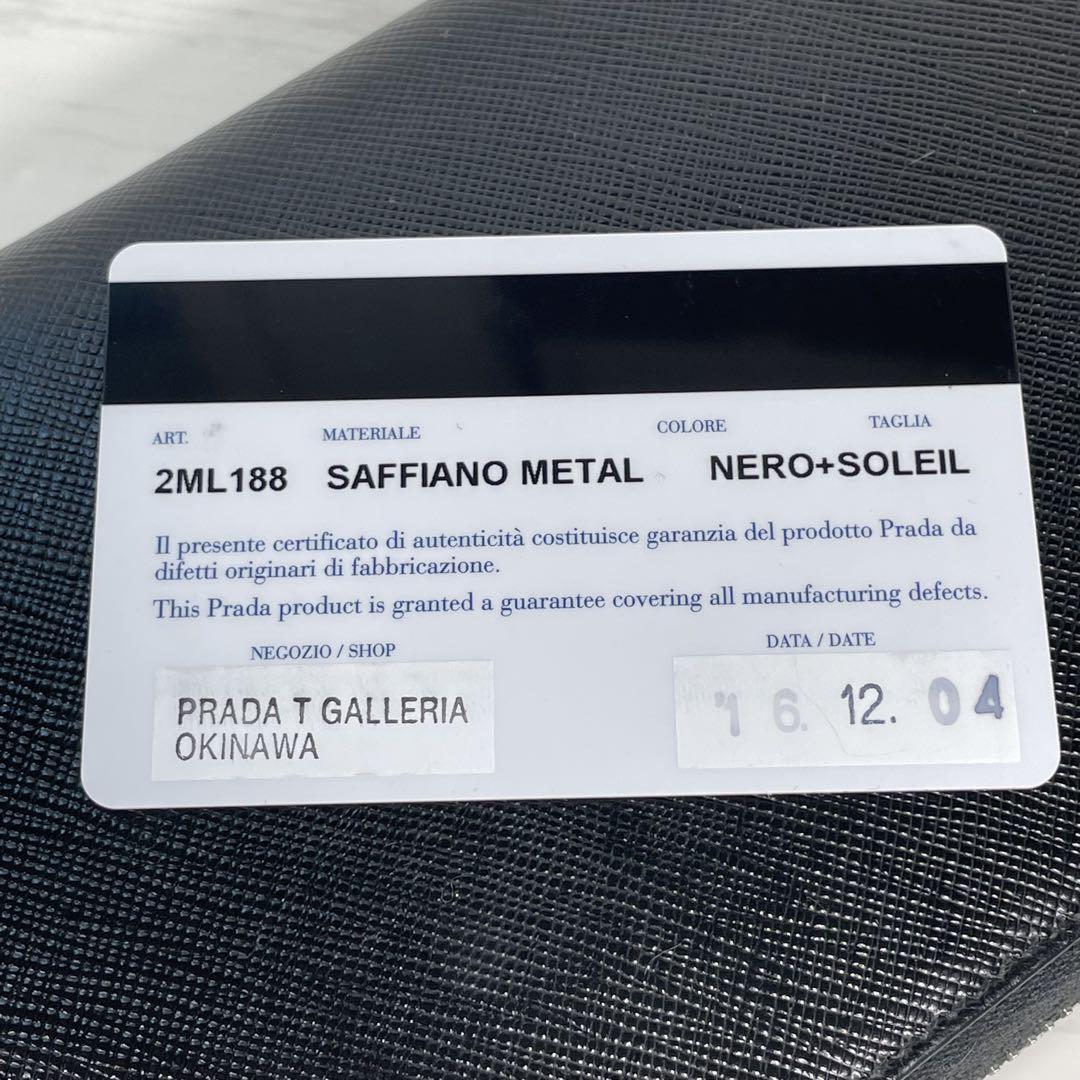 ART. MATERIALE COLORE TAGLIA
2ML188 SAFFIANO METAL NERO+SOLEIL
Il presente certificato di autenticità costituisce garanzia del prodotto Prada da
difetti originari di fabbricazione.
This Prada product is granted a guarantee covering all manufacturing defects.
NEGOZIO / SHOP DATA / DATE
PRADA T GALLERIA
OKINAWA
'16. 12. 04